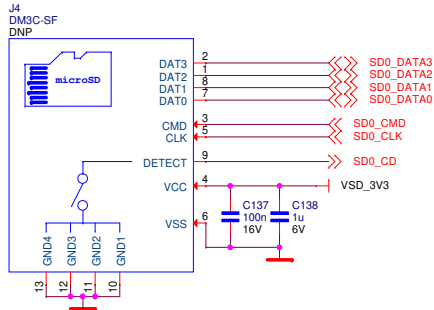 J4
DM3C-SF
DNP
microSD
DAT3 2 SD0_DATA3
DAT2 1 SD0_DATA2
DAT1 8 SD0_DATA1
DAT0 7 SD0_DATA0
CMD 3 SD0_CMD
CLK 5 SD0_CLK
DETECT 9 SD0_CD
VCC 4 VSD_3V3
C137 C138
100n 1u
16V 6V
VSS 6
GND4 GND3 GND2 GND1
13 12 11 10